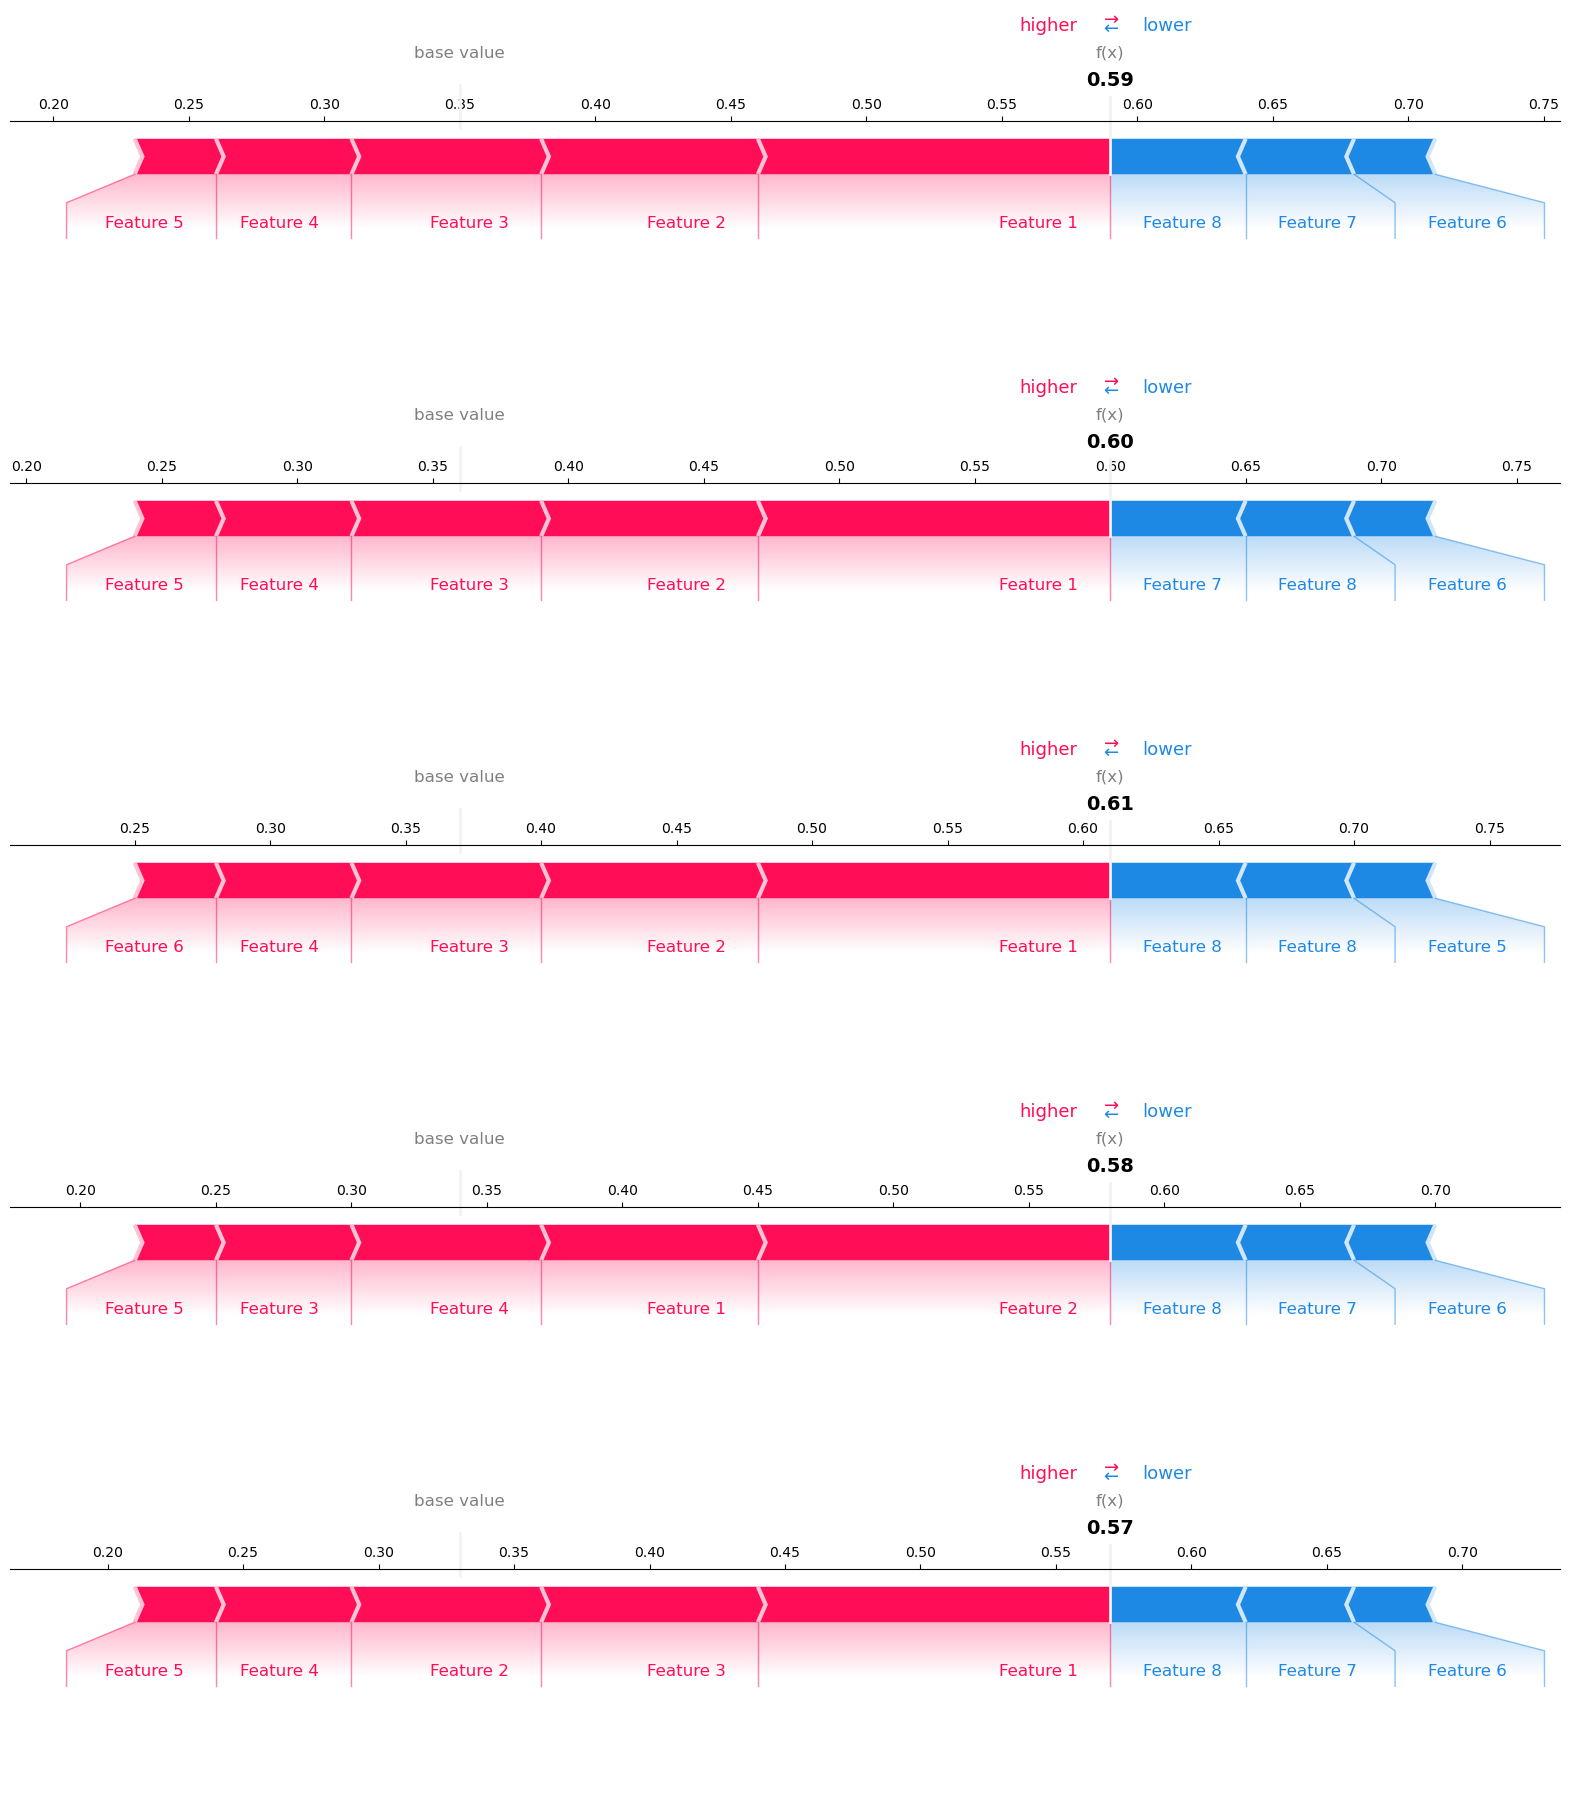 higher ⇄ lower
base value f(x)
0.59
0.20 0.25 0.30 0.35 0.40 0.45 0.50 0.55 0.60 0.65 0.70 0.75
Feature 5 Feature 4 Feature 3 Feature 2 Feature 1 Feature 8 Feature 7 Feature 6
higher ⇄ lower
base value f(x)
0.60
0.20 0.25 0.30 0.35 0.40 0.45 0.50 0.55 0.60 0.65 0.70 0.75
Feature 5 Feature 4 Feature 3 Feature 2 Feature 1 Feature 7 Feature 8 Feature 6
higher ⇄ lower
base value f(x)
0.61
0.25 0.30 0.35 0.40 0.45 0.50 0.55 0.60 0.65 0.70 0.75
Feature 6 Feature 4 Feature 3 Feature 2 Feature 1 Feature 8 Feature 8 Feature 5
higher ⇄ lower
base value f(x)
0.58
0.20 0.25 0.30 0.35 0.40 0.45 0.50 0.55 0.60 0.65 0.70
Feature 5 Feature 3 Feature 4 Feature 1 Feature 2 Feature 8 Feature 7 Feature 6
higher ⇄ lower
base value f(x)
0.57
0.20 0.25 0.30 0.35 0.40 0.45 0.50 0.55 0.60 0.65 0.70
Feature 5 Feature 4 Feature 2 Feature 3 Feature 1 Feature 8 Feature 7 Feature 6